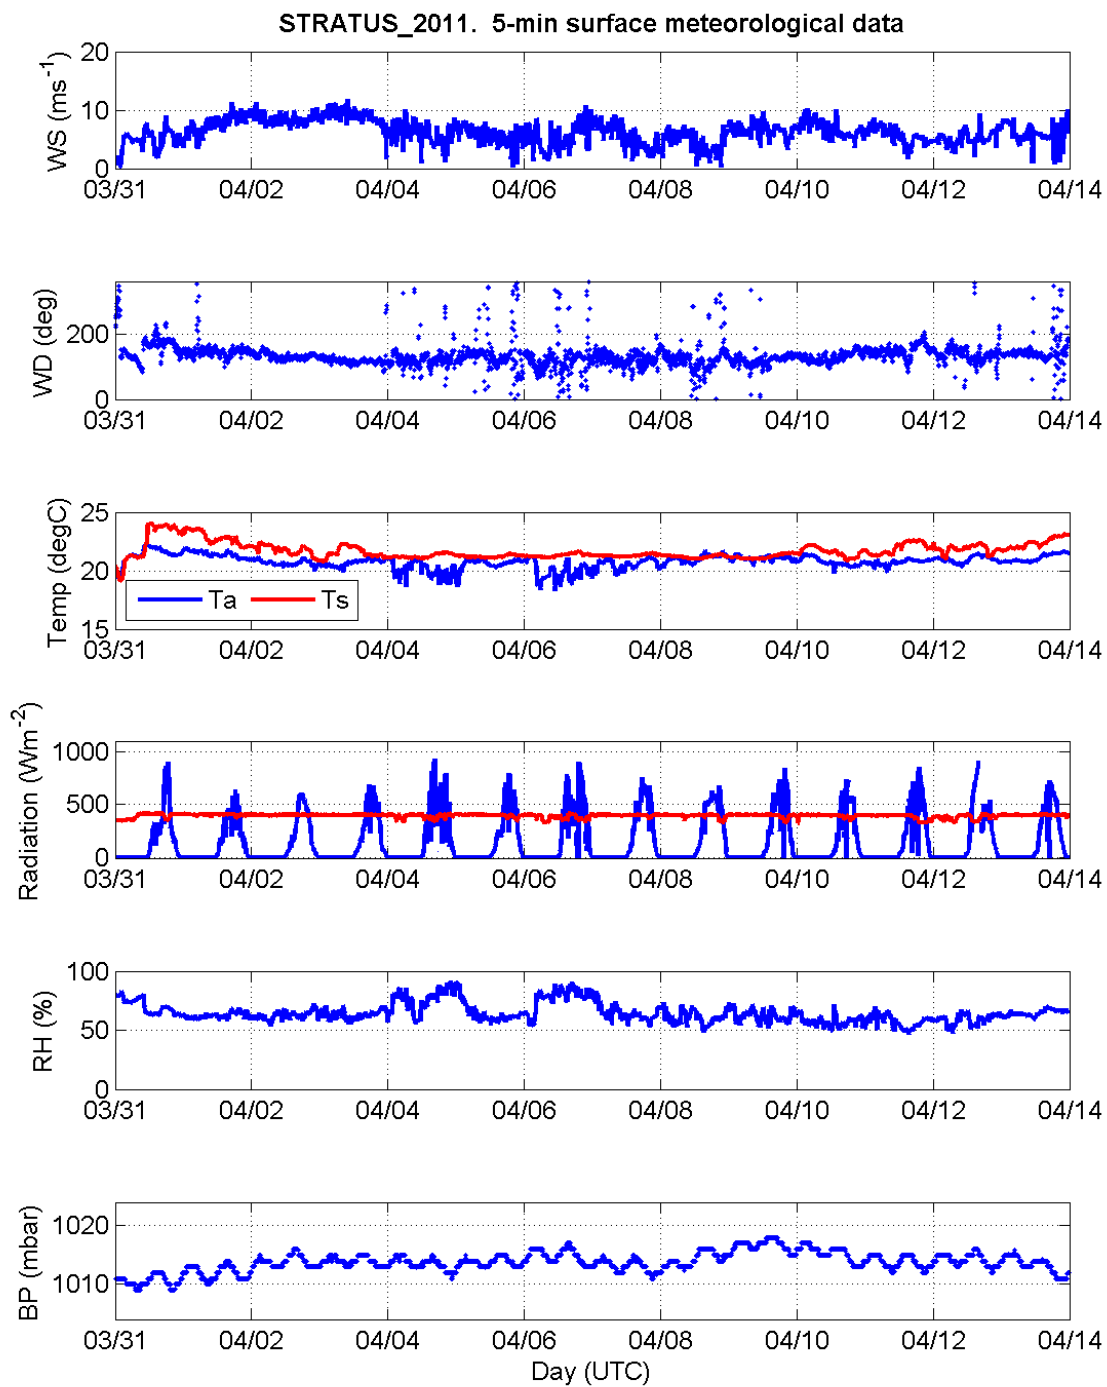 STRATUS_2011.  5-min surface meteorological data
WS (ms⁻¹)
20
10
0
03/31 04/02 04/04 04/06 04/08 04/10 04/12 04/14
WD (deg)
200
0
03/31 04/02 04/04 04/06 04/08 04/10 04/12 04/14
Temp (degC)
25
20
15
Ta Ts
03/31 04/02 04/04 04/06 04/08 04/10 04/12 04/14
Radiation (Wm⁻²)
1000
500
0
03/31 04/02 04/04 04/06 04/08 04/10 04/12 04/14
RH (%)
100
50
0
03/31 04/02 04/04 04/06 04/08 04/10 04/12 04/14
BP (mbar)
1020
1010
03/31 04/02 04/04 04/06 04/08 04/10 04/12 04/14
Day (UTC)